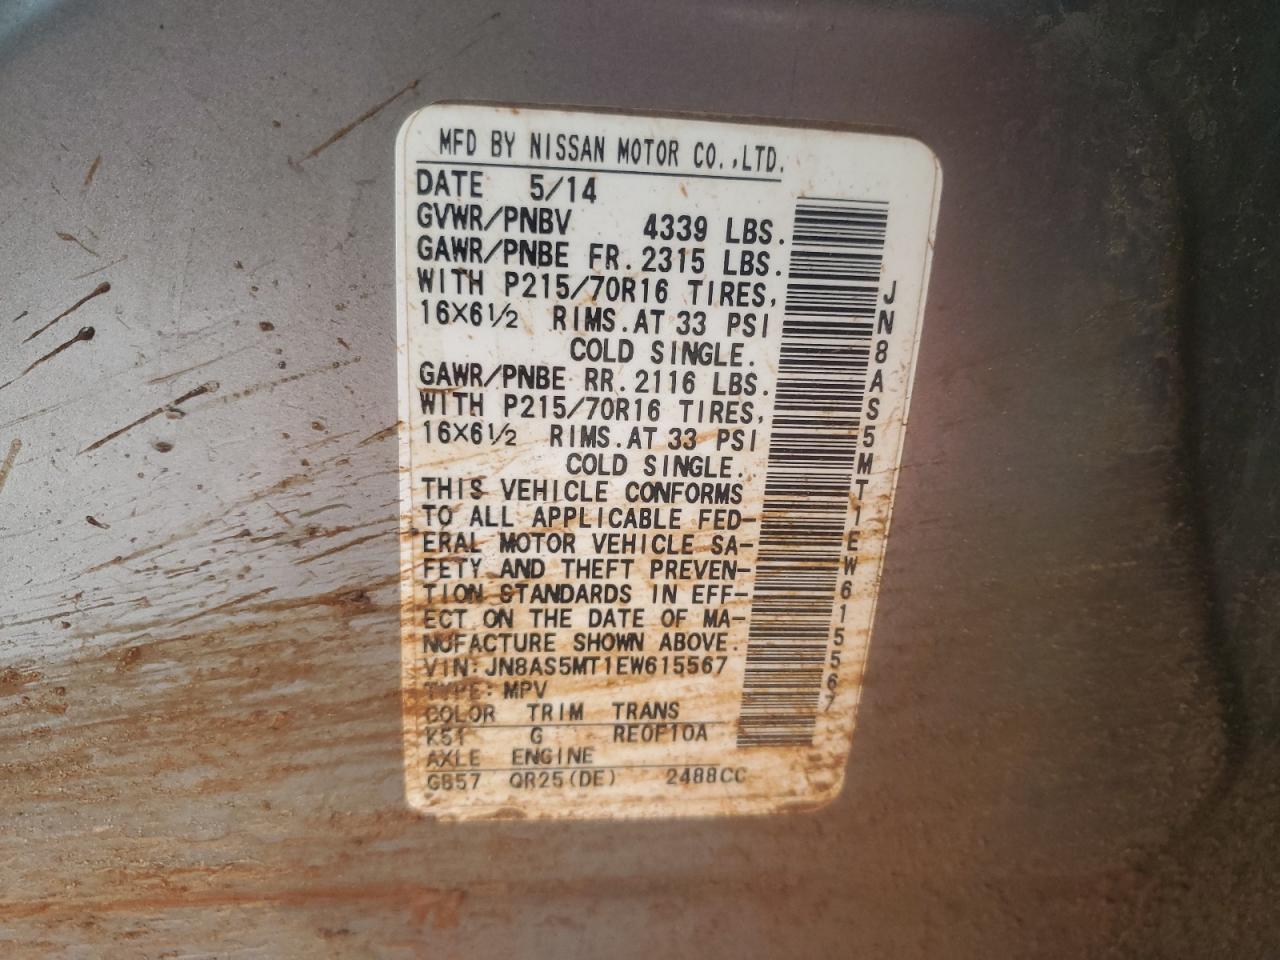 MFD BY NISSAN MOTOR CO.,LTD.
DATE 5/14
GVWR/PNBV 4339 LBS.
GAWR/PNBE FR.2315 LBS.
WITH P215/70R16 TIRES,
16X6½ RIMS.AT 33 PSI
COLD SINGLE.
GAWR/PNBE RR.2116 LBS.
WITH P215/70R16 TIRES,
16X6½ RIMS.AT 33 PSI
COLD SINGLE.
THIS VEHICLE CONFORMS
TO ALL APPLICABLE FED-
ERAL MOTOR VEHICLE SA-
FETY AND THEFT PREVEN-
TION STANDARDS IN EFF-
ECT ON THE DATE OF MA-
NUFACTURE SHOWN ABOVE.
VIN:JN8AS5MT1EW615567
TYPE:MPV
COLOR TRIM TRANS
K51 G RE0F10A
AXLE ENGINE
GB57 QR25(DE) 2488CC
JN8AS5MT1EW615567